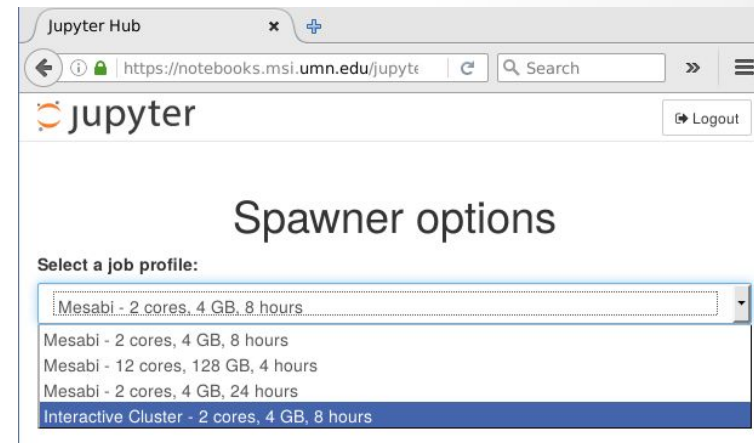 Jupyter Hub
https://notebooks.msi.umn.edu/jupyte
Search
jupyter
Logout
Spawner options
Select a job profile:
Mesabi - 2 cores, 4 GB, 8 hours
Mesabi - 2 cores, 4 GB, 8 hours
Mesabi - 12 cores, 128 GB, 4 hours
Mesabi - 2 cores, 4 GB, 24 hours
Interactive Cluster - 2 cores, 4 GB, 8 hours